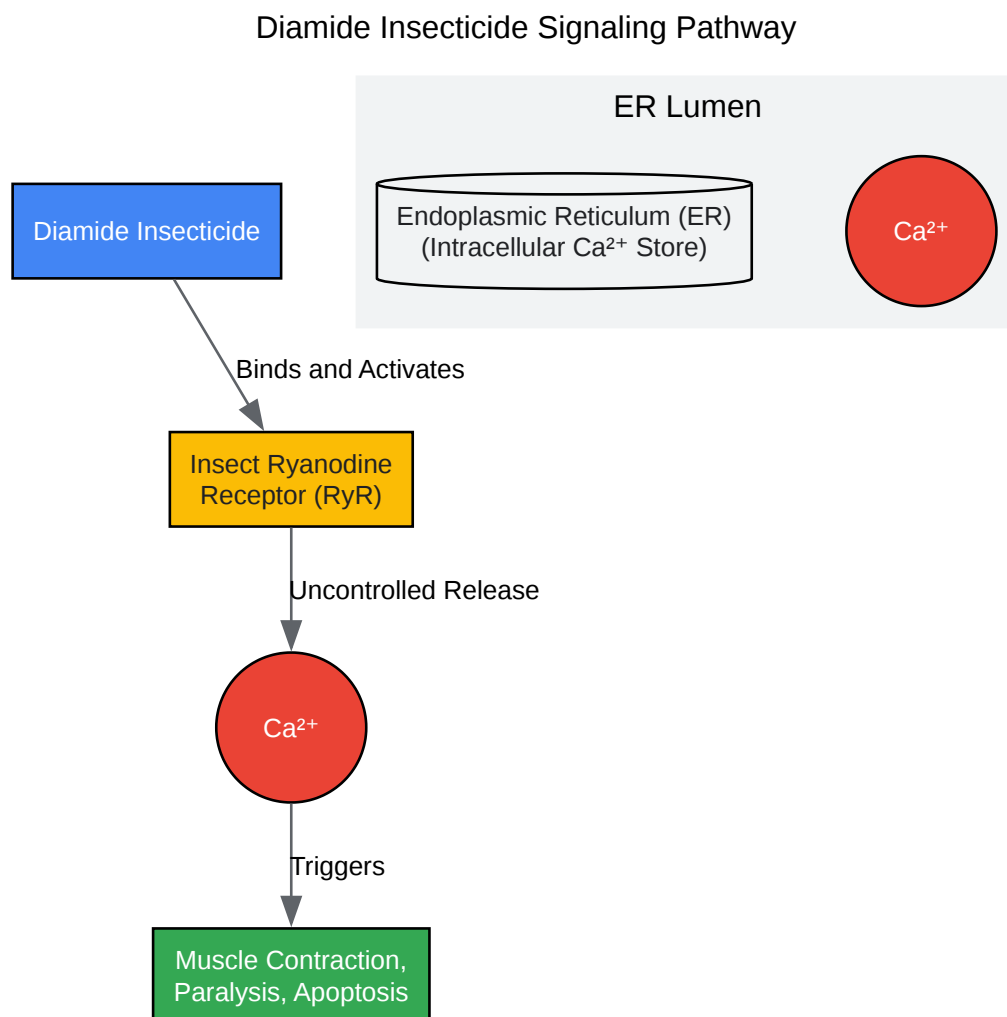 Diamide Insecticide Signaling Pathway
ER Lumen
Diamide Insecticide
Endoplasmic Reticulum (ER)
(Intracellular Ca²⁺ Store)
Ca²⁺
Binds and Activates
Insect Ryanodine
Receptor (RyR)
Uncontrolled Release
Ca²⁺
Triggers
Muscle Contraction,
Paralysis, Apoptosis